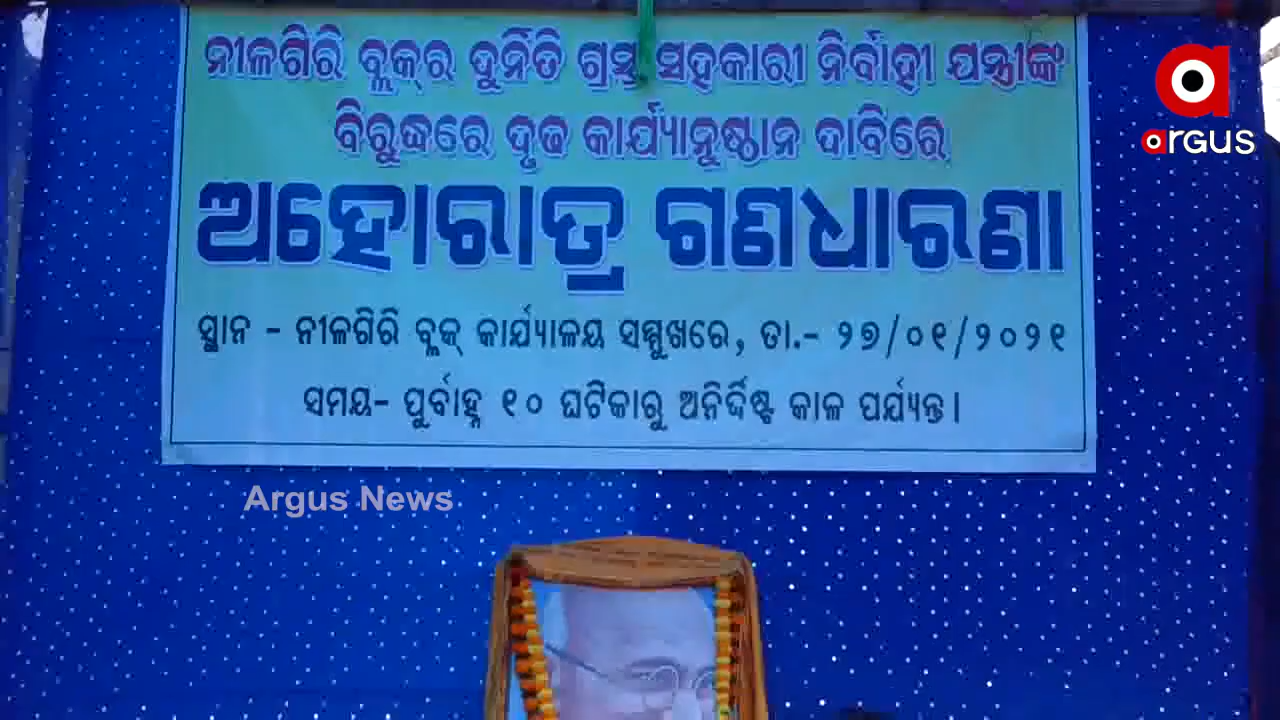 ନୀଳଗିରି ବ୍ଲକ୍‌ର ଦୁର୍ନିତି ଗ୍ରସ୍ତ ସହକାରୀ ନିର୍ବାହୀ ଯନ୍ତ୍ରୀଙ୍କ
ବିରୁଦ୍ଧରେ ଦୃଢ କାର୍ଯ୍ୟାନୁଷ୍ଠାନ ଦାବିରେ
ଅହୋରାତ୍ର ଗଣଧାରଣା
ସ୍ଥାନ - ନୀଳଗିରି ବ୍ଳକ୍ କାର୍ଯ୍ୟାଳୟ ସମ୍ମୁଖରେ, ତା.- ୨୭/୦୧/୨୦୨୧
ସମୟ- ପୁର୍ବାହ୍ନ ୧୦ ଘଟିକାରୁ ଅନିର୍ଦ୍ଦିଷ୍ଟ କାଳ ପର୍ଯ୍ୟନ୍ତ।
argus
Argus News